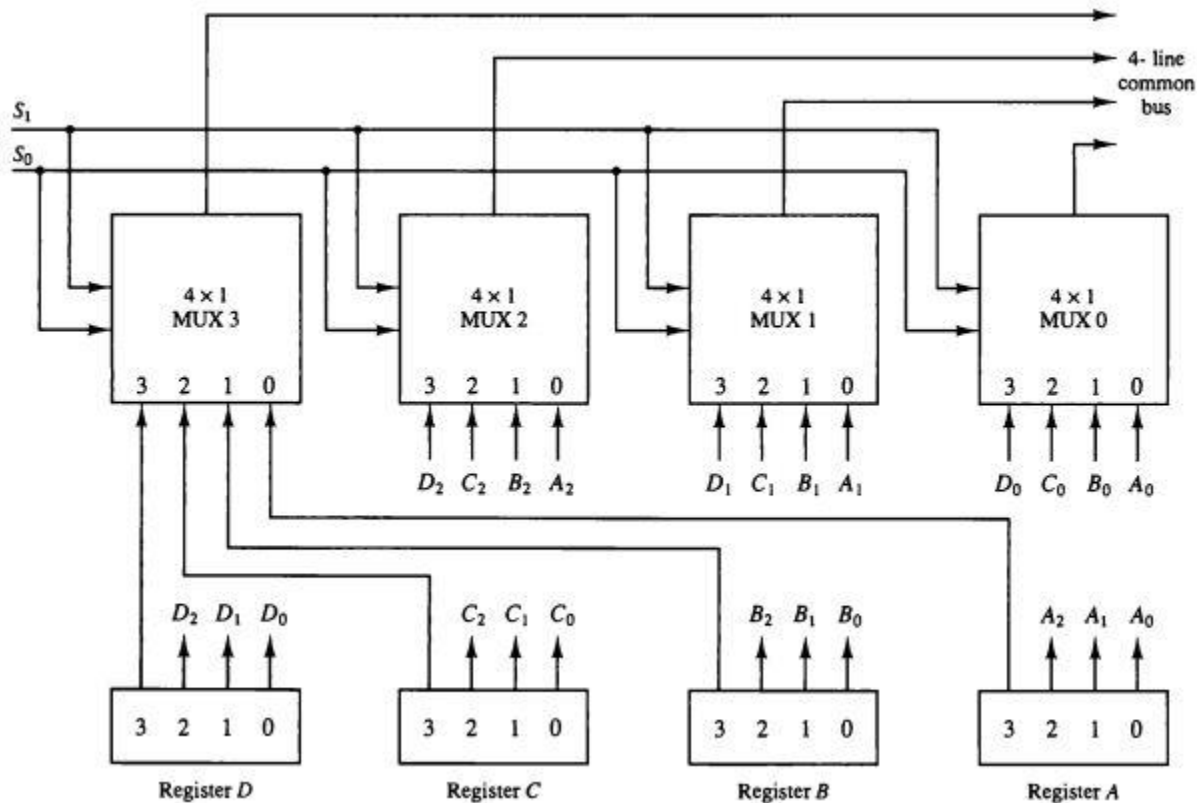 4- line
common
bus
S₁
S₀
4 × 1
MUX 3
3 2 1 0
4 × 1
MUX 2
3 2 1 0
4 × 1
MUX 1
3 2 1 0
4 × 1
MUX 0
3 2 1 0
D₂ C₂ B₂ A₂
D₁ C₁ B₁ A₁
D₀ C₀ B₀ A₀
D₂ D₁ D₀
C₂ C₁ C₀
B₂ B₁ B₀
A₂ A₁ A₀
3 2 1 0
3 2 1 0
3 2 1 0
3 2 1 0
Register D
Register C
Register B
Register A